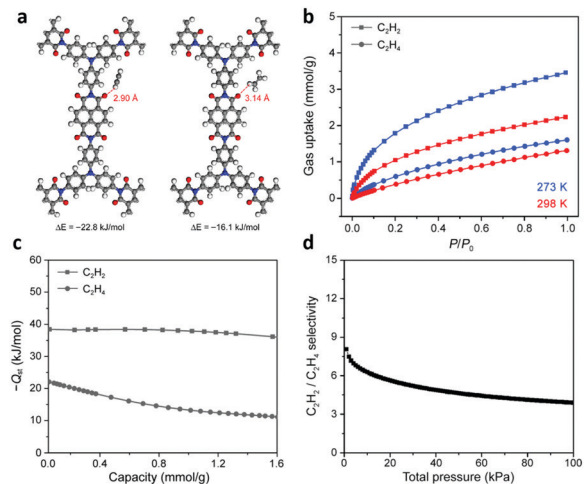 a
2.90 Å
3.14 Å
ΔE = −22.8 kJ/mol
ΔE = −16.1 kJ/mol
b
Gas uptake (mmol/g)
5
4
3
2
1
0
C2H2
C2H4
273 K
298 K
0.0
0.2
0.4
0.6
0.8
1.0
P/P0
c
−Qst (kJ/mol)
60
50
40
30
20
10
0
C2H2
C2H4
0.0
0.4
0.8
1.2
1.6
Capacity (mmol/g)
d
C2H2 / C2H4 selectivity
15
12
9
6
3
0
20
40
60
80
100
Total pressure (kPa)